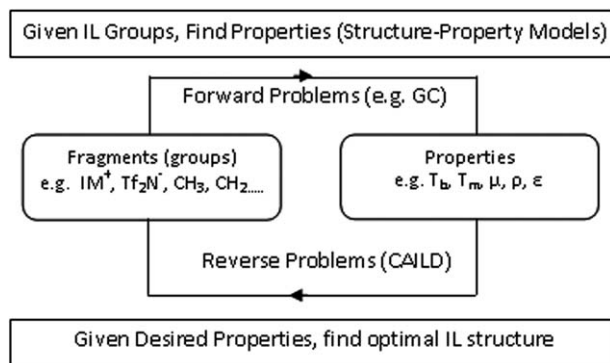 Given IL Groups, Find Properties (Structure-Property Models)
Forward Problems (e.g. GC)
Fragments (groups)
e.g. IM⁺, Tf₂N⁻, CH₃, CH₂.....
Properties
e.g. Tb, Tm, μ, ρ, ε
Reverse Problems (CAILD)
Given Desired Properties, find optimal IL structure